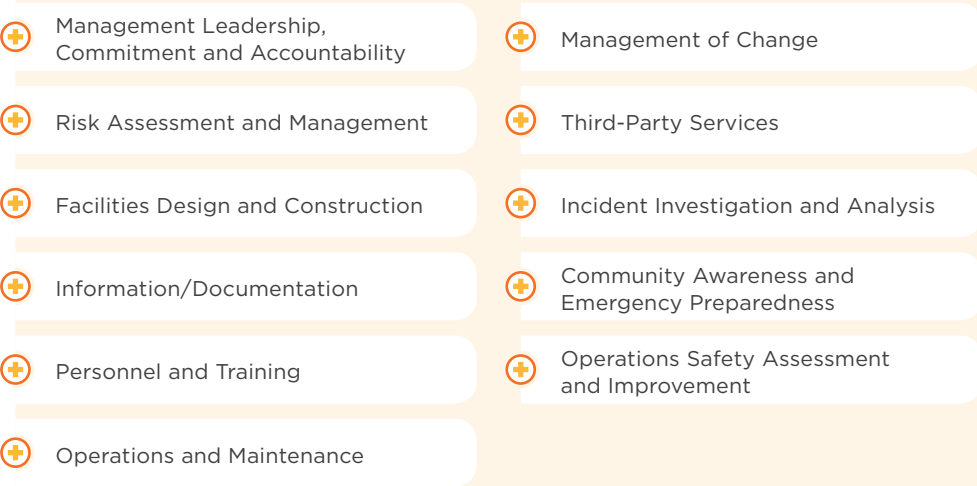 Management Leadership,
Commitment and Accountability
Risk Assessment and Management
Facilities Design and Construction
Information/Documentation
Personnel and Training
Operations and Maintenance
Management of Change
Third-Party Services
Incident Investigation and Analysis
Community Awareness and
Emergency Preparedness
Operations Safety Assessment
and Improvement